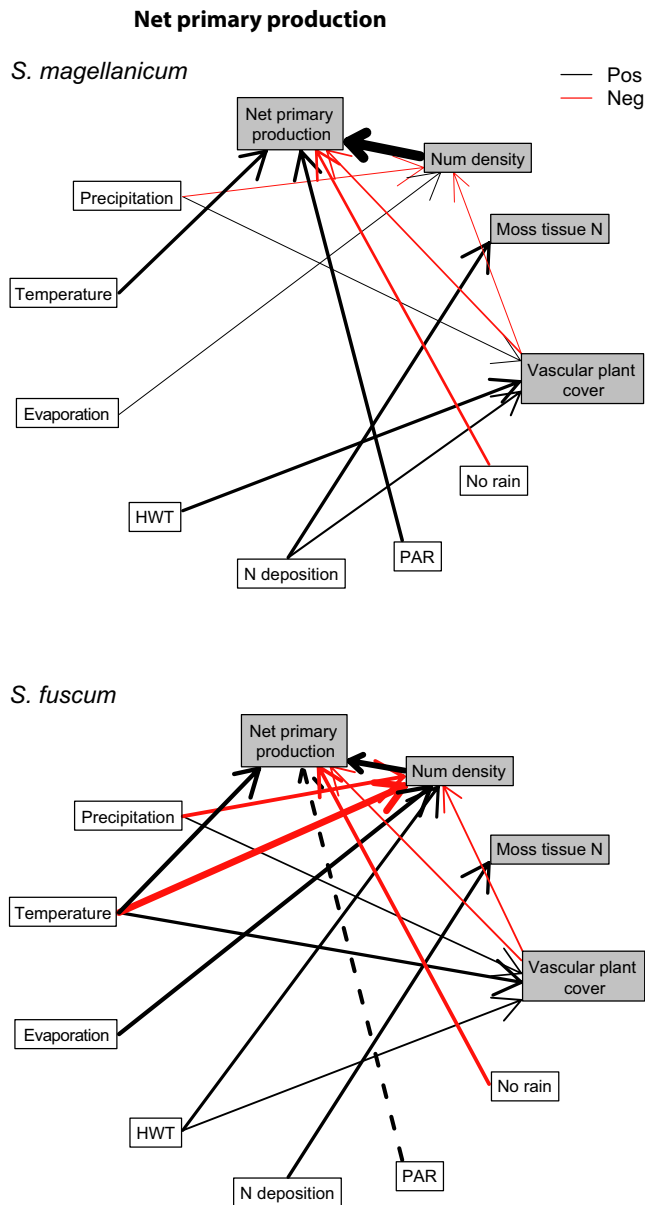 Net primary production
S. magellanicum
Pos
Neg
Net primary
production
Num density
Precipitation
Moss tissue N
Temperature
Vascular plant
cover
Evaporation
No rain
HWT
PAR
N deposition
S. fuscum
Net primary
production
Num density
Precipitation
Moss tissue N
Temperature
Vascular plant
cover
Evaporation
No rain
HWT
PAR
N deposition